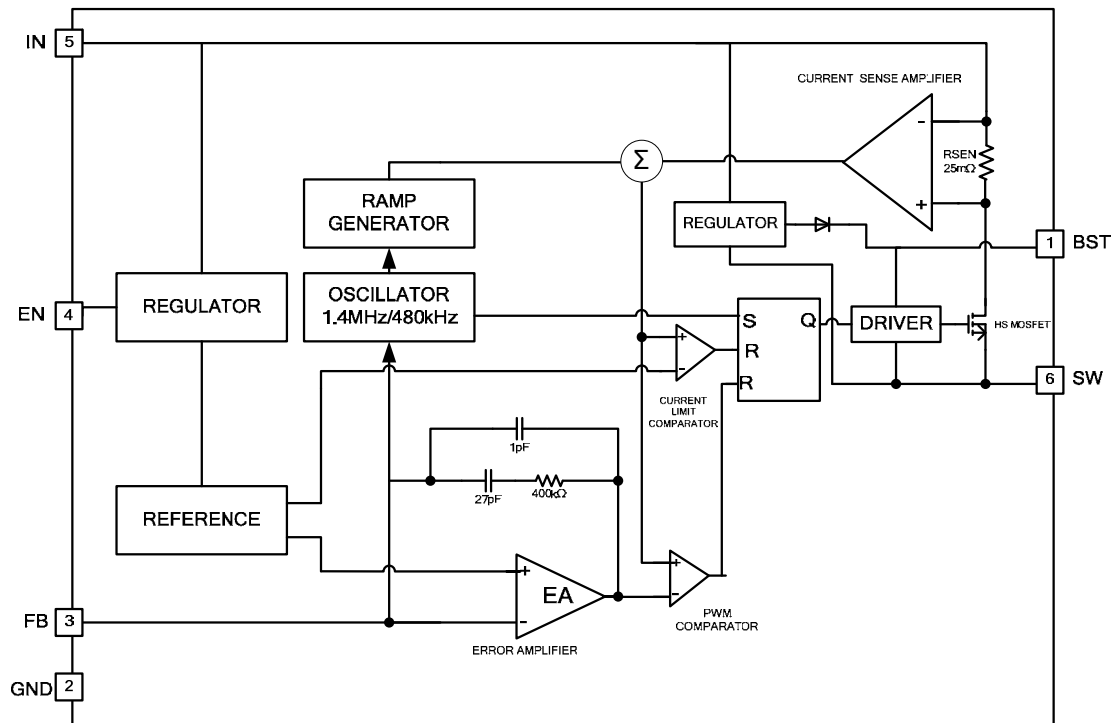 IN 5
CURRENT SENSE AMPLIFIER
-
RSEN
25mΩ
+
Σ
RAMP
GENERATOR
REGULATOR
1 BST
EN 4
REGULATOR
OSCILLATOR
1.4MHz/480kHz
S Q
R
R
DRIVER
HS MOSFET
+
-
CURRENT
LIMIT
COMPARATOR
6 SW
1pF
27pF
400kΩ
REFERENCE
+
-
EA
ERROR AMPLIFIER
+
-
PWM
COMPARATOR
FB 3
GND 2